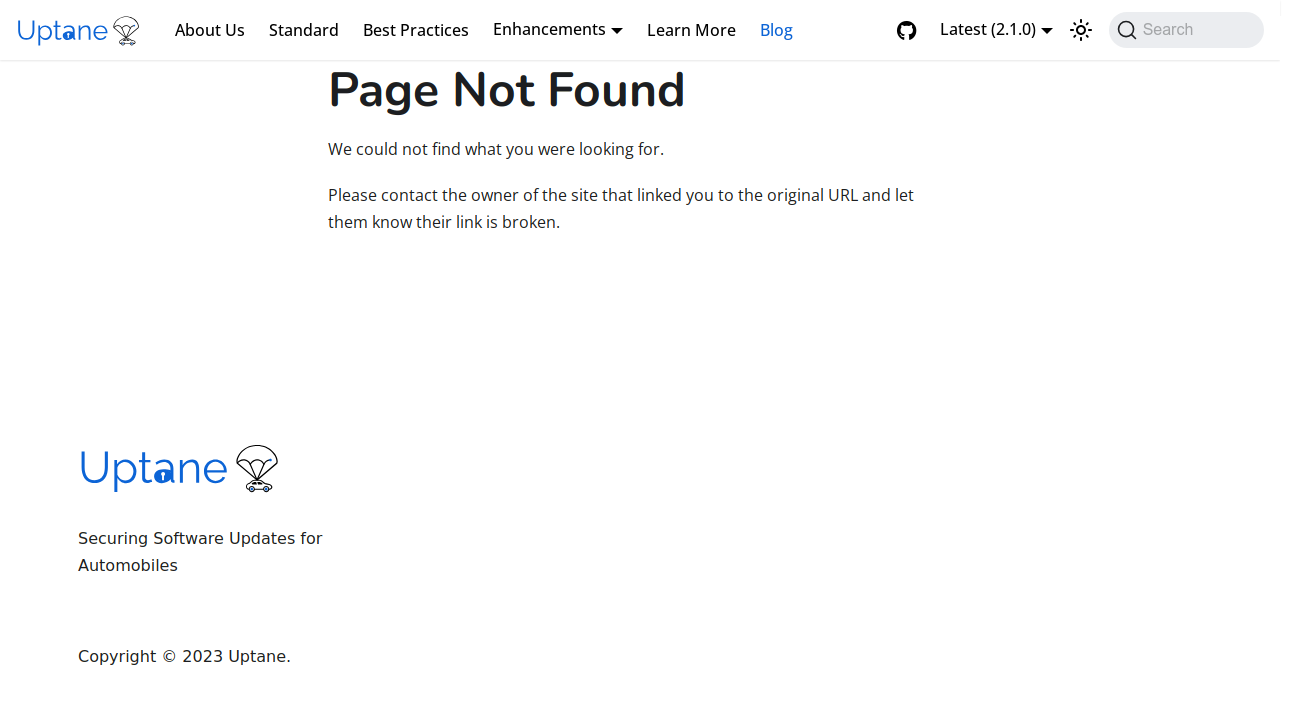 Uptane About Us Standard Best Practices Enhancements Learn More Blog Latest (2.1.0) Search
Page Not Found
We could not find what you were looking for.
Please contact the owner of the site that linked you to the original URL and let
them know their link is broken.
Uptane
Securing Software Updates for
Automobiles
Copyright © 2023 Uptane.